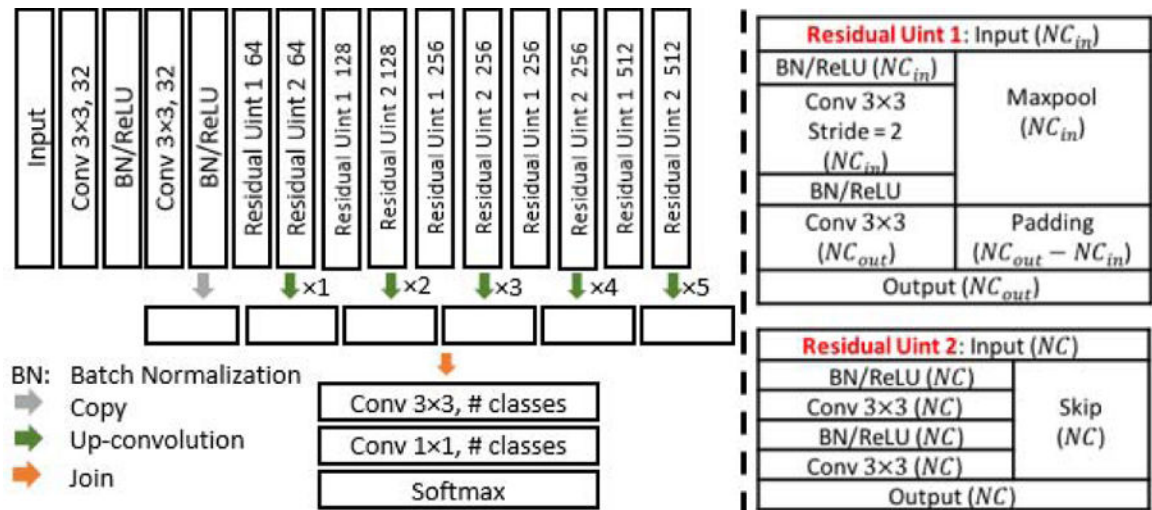 Input
Conv 3×3, 32
BN/ReLU
Conv 3×3, 32
BN/ReLU
Residual Uint 1 64
Residual Uint 2 64
Residual Uint 1 128
Residual Uint 2 128
Residual Uint 1 256
Residual Uint 2 256
Residual Uint 1 256
Residual Uint 2 256
Residual Uint 1 512
Residual Uint 2 512
×1
×2
×3
×4
×5
BN: Batch Normalization
Copy
Up-convolution
Join
Conv 3×3, # classes
Conv 1×1, # classes
Softmax
Residual Uint 1: Input (NC_in)
BN/ReLU (NC_in)
Conv 3×3
Stride = 2
(NC_in)
BN/ReLU
Maxpool
(NC_in)
Conv 3×3
(NC_out)
Padding
(NC_out − NC_in)
Output (NC_out)
Residual Uint 2: Input (NC)
BN/ReLU (NC)
Conv 3×3 (NC)
BN/ReLU (NC)
Conv 3×3 (NC)
Skip
(NC)
Output (NC)